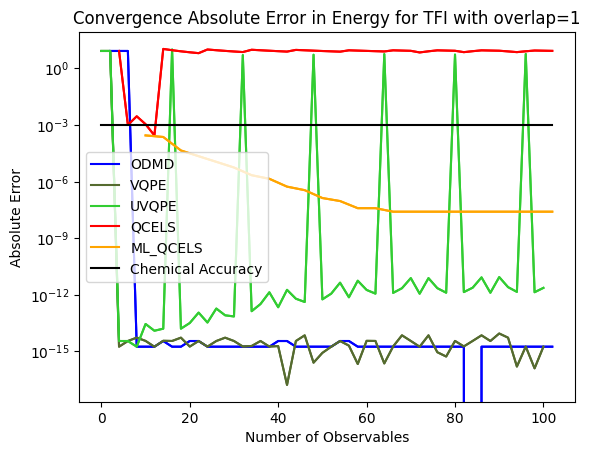 Convergence Absolute Error in Energy for TFI with overlap=1
Absolute Error
10^0
10^-3
10^-6
10^-9
10^-12
10^-15
ODMD
VQPE
UVQPE
QCELS
ML_QCELS
Chemical Accuracy
0 20 40 60 80 100
Number of Observables